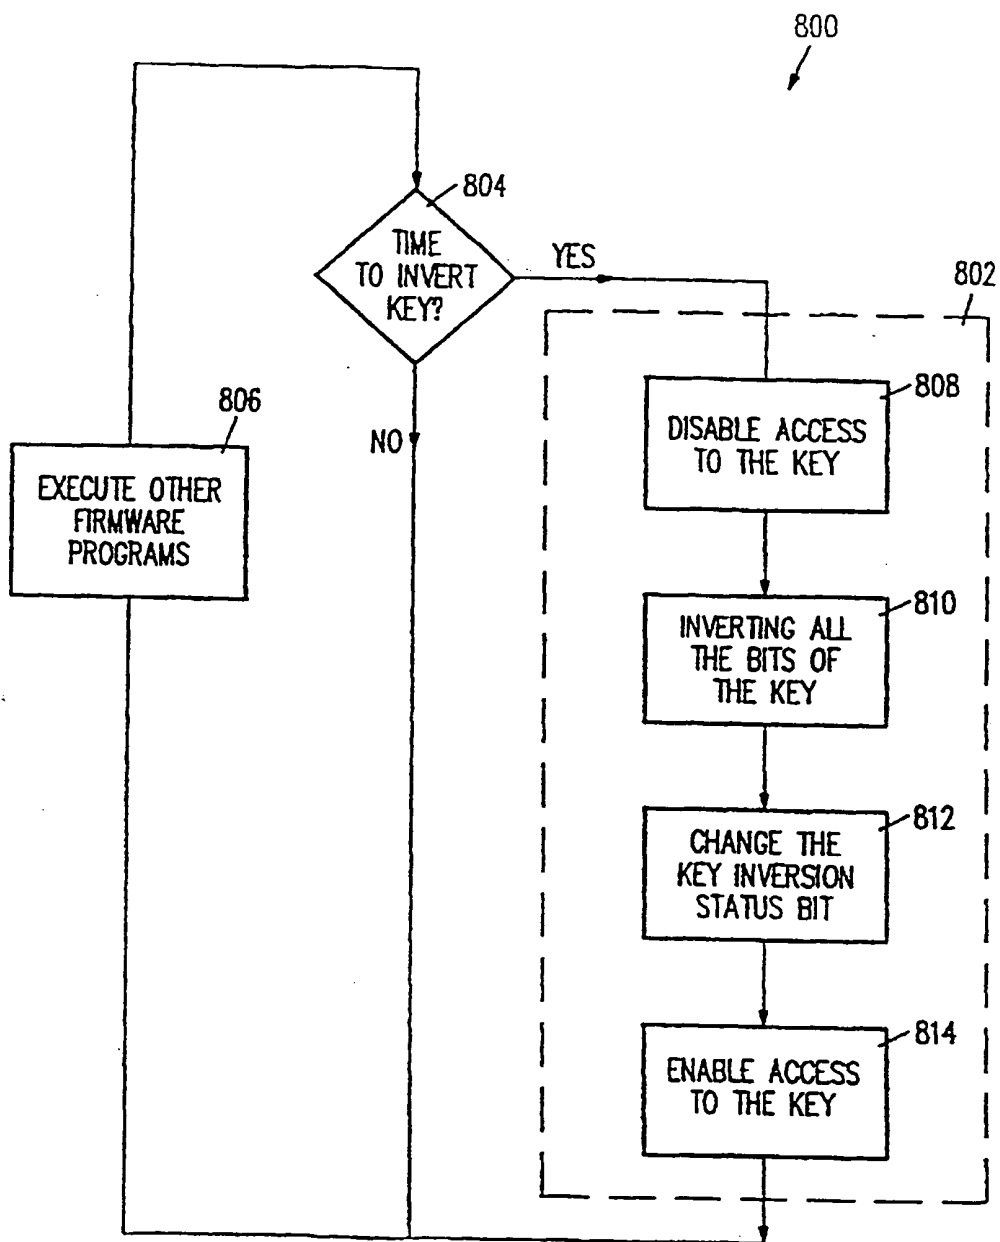 800
804
TIME
TO INVERT
KEY?
YES
802
808
DISABLE ACCESS
TO THE KEY
806
NO
EXECUTE OTHER
FIRMWARE
PROGRAMS
810
INVERTING ALL
THE BITS OF
THE KEY
812
CHANGE THE
KEY INVERSION
STATUS BIT
814
ENABLE ACCESS
TO THE KEY